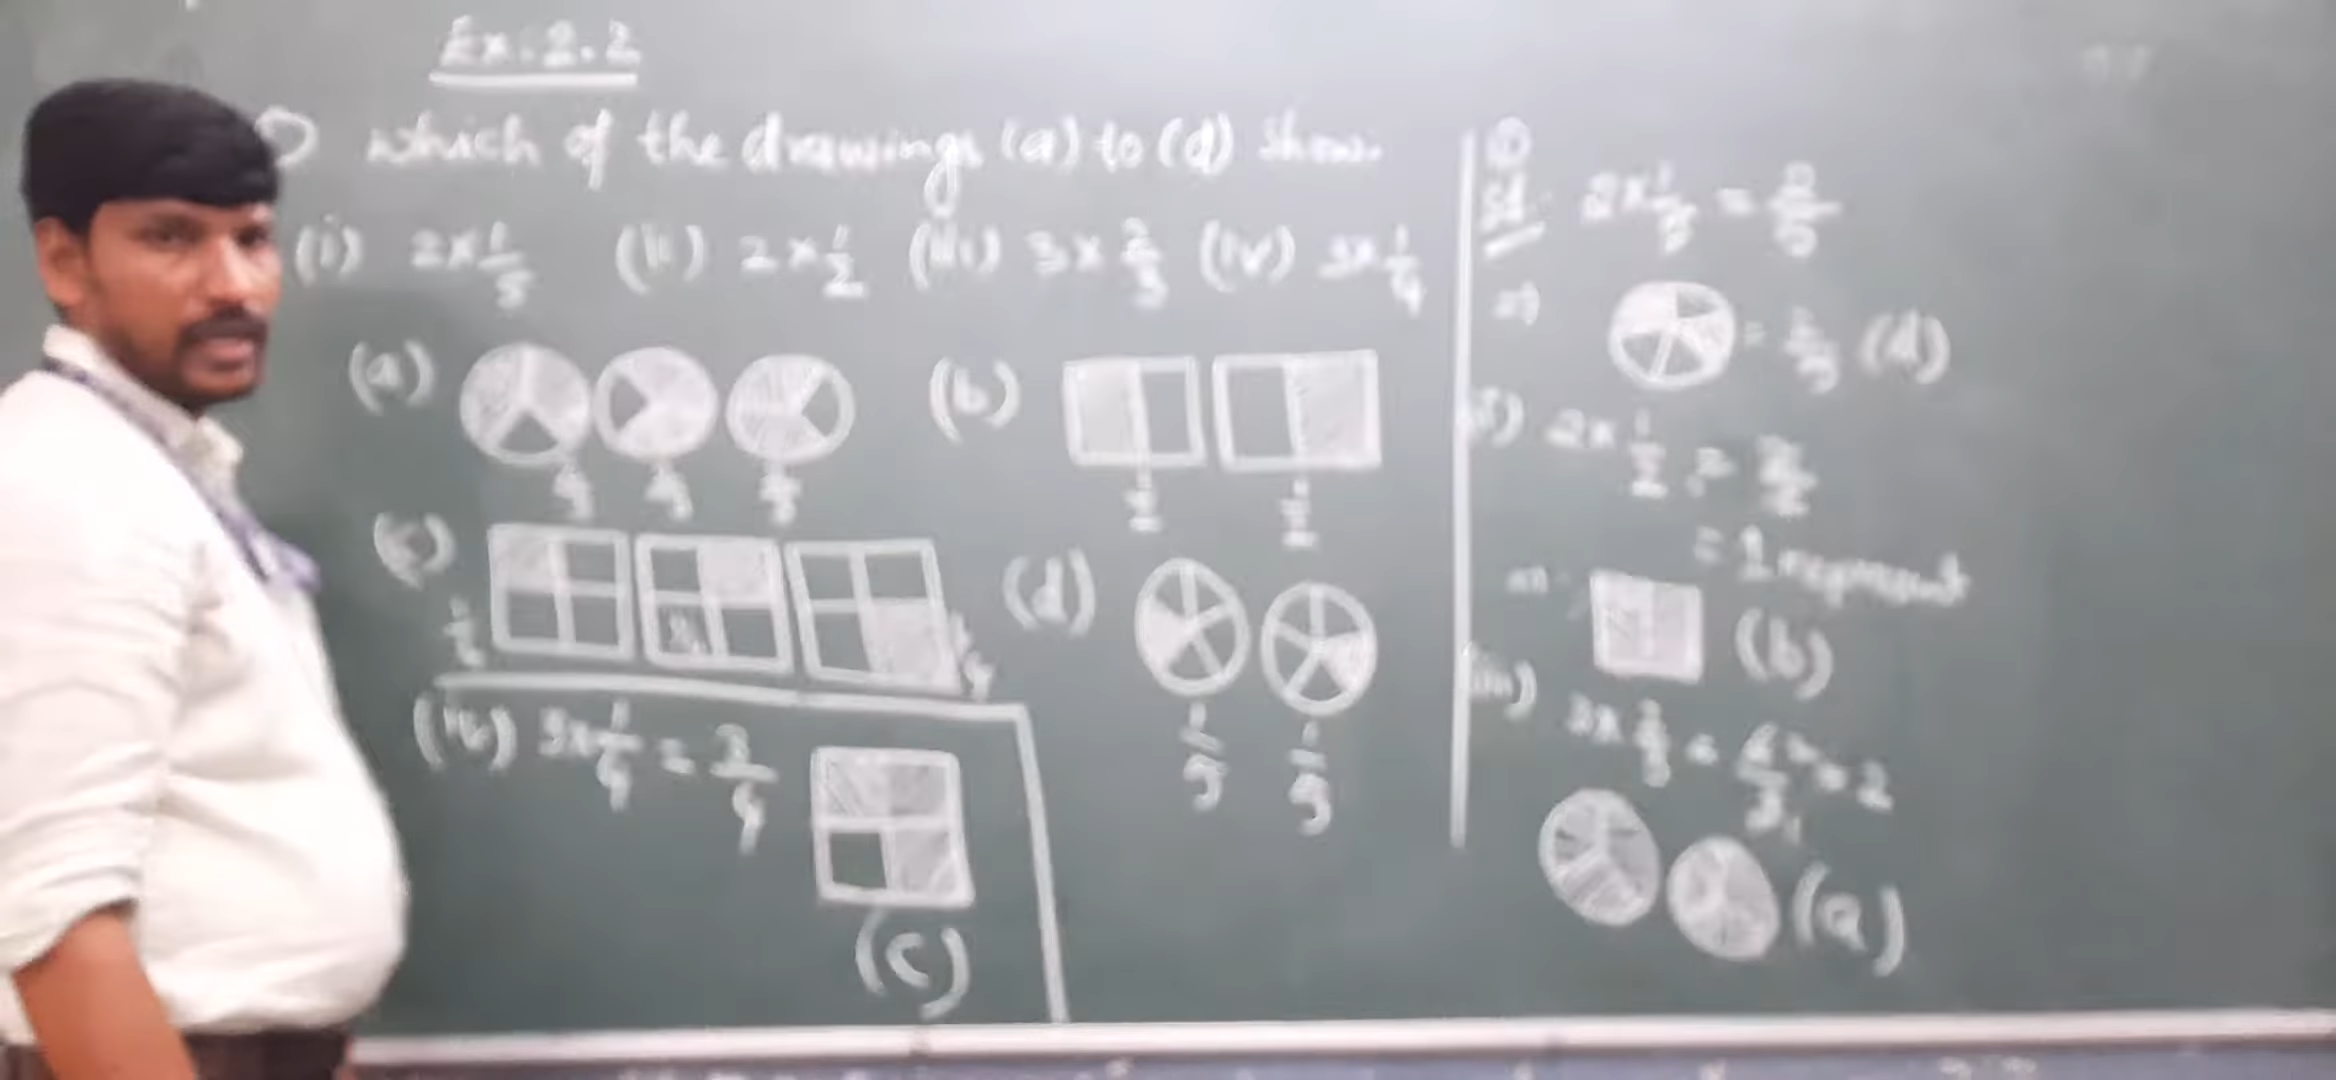 Ex: 2.2
which of the drawings (a) to (d) show.
(i) 2 × 1/5 (ii) 2 × 1/2 (iii) 3 × 2/3 (iv) 3 × 1/4
(a) (b)
1/2 1/2
(c) (d)
1/4
1/5 1/5
(iv) 3 × 1/4 = 3/4
(c)
①
Sol: 2 × 1/5 = 2/5
⇒ = 2/5 (d)
ii) 2 × 1/2 = 2/2
= 1 represent
(b)
(iii) 3 × 2/3 = 6/3 = 2
(a)